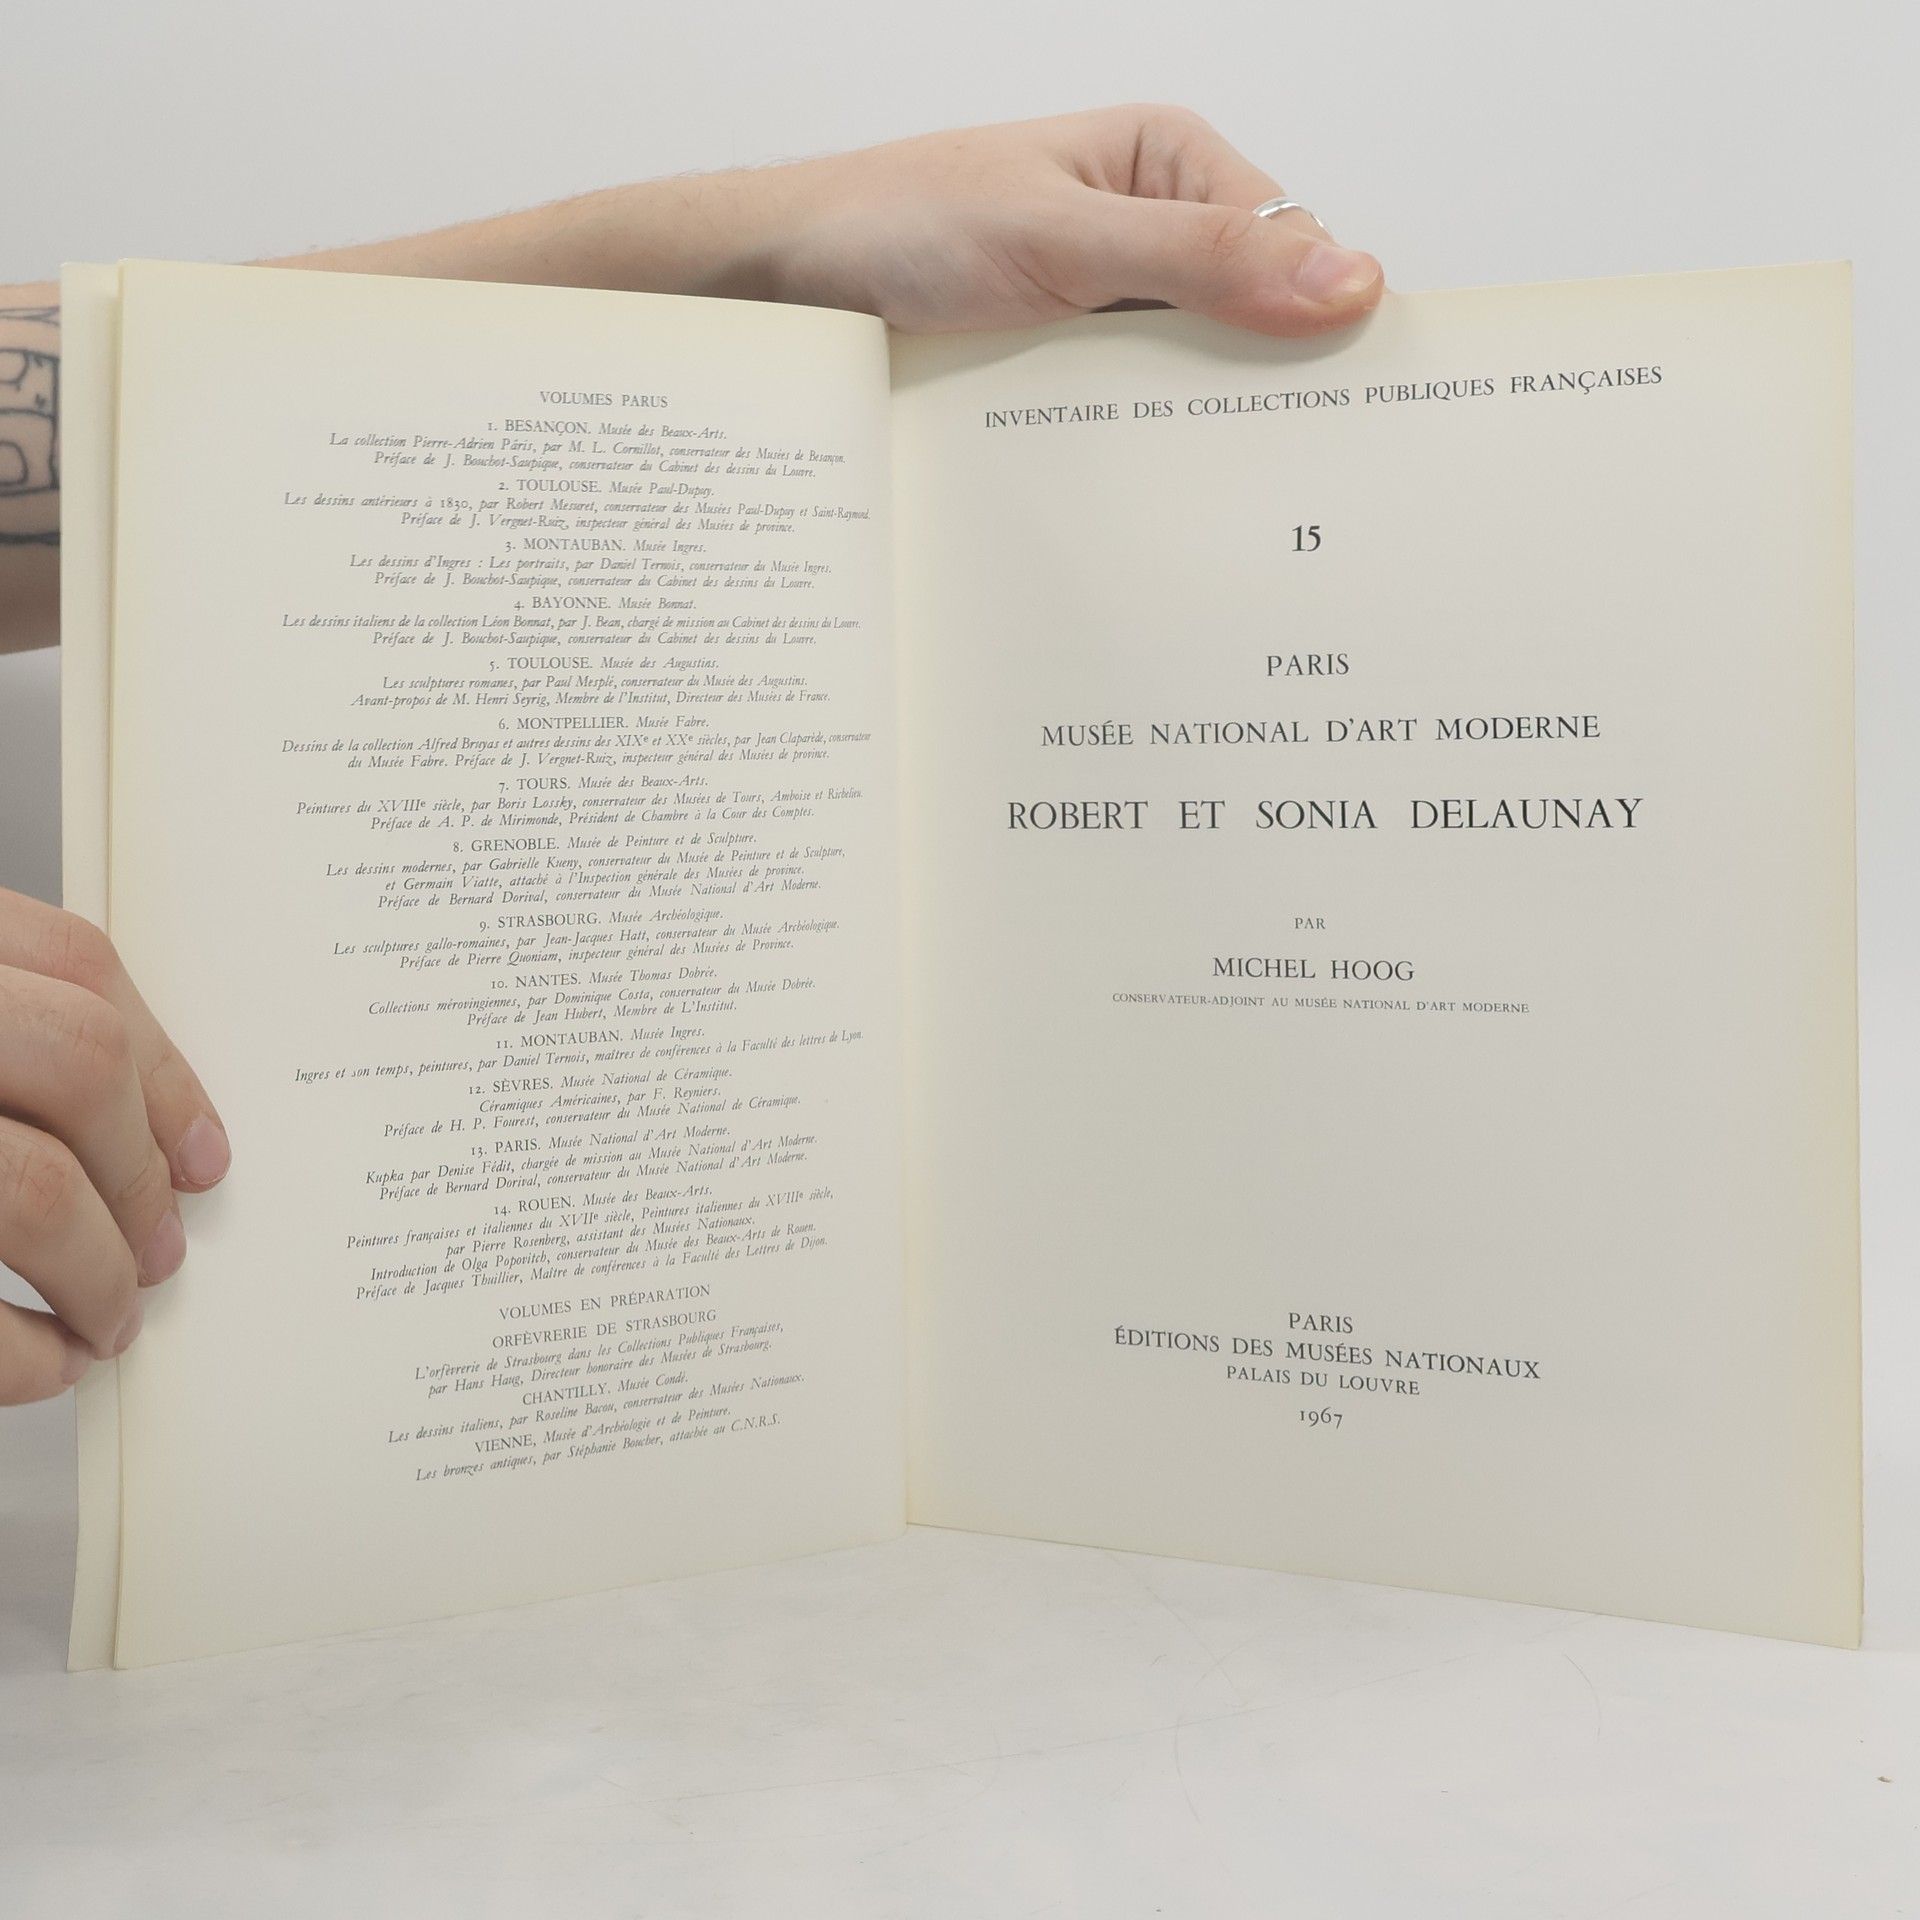 VOLUMES PARUS
1. BESANÇON. Musée des Beaux-Arts.
La collection Pierre-Adrien Pâris, par M. L. Cornillot, conservateur des Musées de Besançon.
Préface de J. Bouchot-Saupique, conservateur du Cabinet des dessins du Louvre.
2. TOULOUSE. Musée Paul-Dupuy.
Les dessins antérieurs à 1830, par Robert Mesuret, conservateur des Musées Paul-Dupuy et Saint-Raymond.
Préface de J. Vergnet-Ruiz, inspecteur général des Musées de province.
3. MONTAUBAN. Musée Ingres.
Les dessins d'Ingres : Les portraits, par Daniel Ternois, conservateur du Musée Ingres.
Préface de J. Bouchot-Saupique, conservateur du Cabinet des dessins du Louvre.
4. BAYONNE. Musée Bonnat.
Les dessins italiens de la collection Léon Bonnat, par J. Bean, chargé de mission au Cabinet des dessins du Louvre.
Préface de J. Bouchot-Saupique, conservateur du Cabinet des dessins du Louvre.
5. TOULOUSE. Musée des Augustins.
Les sculptures romanes, par Paul Mesplé, conservateur du Musée des Augustins.
Avant-propos de M. Henri Seyrig, Membre de l'Institut, Directeur des Musées de France.
6. MONTPELLIER. Musée Fabre.
Dessins de la collection Alfred Bruyas et autres dessins des XIXe et XXe siècles, par Jean Claparède, conservateur
du Musée Fabre. Préface de J. Vergnet-Ruiz, inspecteur général des Musées de province.
7. TOURS. Musée des Beaux-Arts.
Peintures du XVIIIe siècle, par Boris Lossky, conservateur des Musées de Tours, Amboise et Richelieu.
Préface de A. P. de Mirimonde, Président de Chambre à la Cour des Comptes.
8. GRENOBLE. Musée de Peinture et de Sculpture.
Les dessins modernes, par Gabrielle Kueny, conservateur du Musée de Peinture et de Sculpture,
et Germain Viatte, attaché à l'Inspection générale des Musées de province.
Préface de Bernard Dorival, conservateur du Musée National d'Art Moderne.
9. STRASBOURG. Musée Archéologique.
Les sculptures gallo-romaines, par Jean-Jacques Hatt, conservateur du Musée Archéologique.
Préface de Pierre Quoniam, inspecteur général des Musées de Province.
10. NANTES. Musée Thomas Dobrée.
Collections mérovingiennes, par Dominique Costa, conservateur du Musée Dobrée.
Préface de Jean Hubert, Membre de L'Institut.
11. MONTAUBAN. Musée Ingres.
Ingres et son temps, peintures, par Daniel Ternois, maîtres de conférences à la Faculté des lettres de Lyon.
12. SÈVRES. Musée National de Céramique.
Céramiques Américaines, par F. Reyniers.
Préface de H. P. Fourest, conservateur du Musée National de Céramique.
13. PARIS. Musée National d'Art Moderne.
Kupka par Denise Fédit, chargée de mission au Musée National d'Art Moderne.
Préface de Bernard Dorival, conservateur du Musée National d'Art Moderne.
14. ROUEN. Musée des Beaux-Arts.
Peintures françaises et italiennes du XVIIe siècle, Peintures italiennes du XVIIIe siècle,
par Pierre Rosenberg, assistant des Musées Nationaux.
Introduction de Olga Popovitch, conservateur du Musée des Beaux-Arts de Rouen.
Préface de Jacques Thuillier, Maître de conférences à la Faculté des Lettres de Dijon.
VOLUMES EN PRÉPARATION
ORFÈVRERIE DE STRASBOURG
L'orfèvrerie de Strasbourg dans les Collections Publiques Françaises,
par Hans Haug, Directeur honoraire des Musées de Strasbourg.
CHANTILLY. Musée Condé.
Les dessins italiens, par Roseline Bacou, conservateur des Musées Nationaux.
VIENNE, Musée d'Archéologie et de Peinture.
Les bronzes antiques, par Stéphanie Boucher, attachée au C.N.R.S.
INVENTAIRE DES COLLECTIONS PUBLIQUES FRANÇAISES
15
PARIS
MUSÉE NATIONAL D'ART MODERNE
ROBERT ET SONIA DELAUNAY
PAR
MICHEL HOOG
CONSERVATEUR-ADJOINT AU MUSÉE NATIONAL D'ART MODERNE
PARIS
ÉDITIONS DES MUSÉES NATIONAUX
PALAIS DU LOUVRE
1967